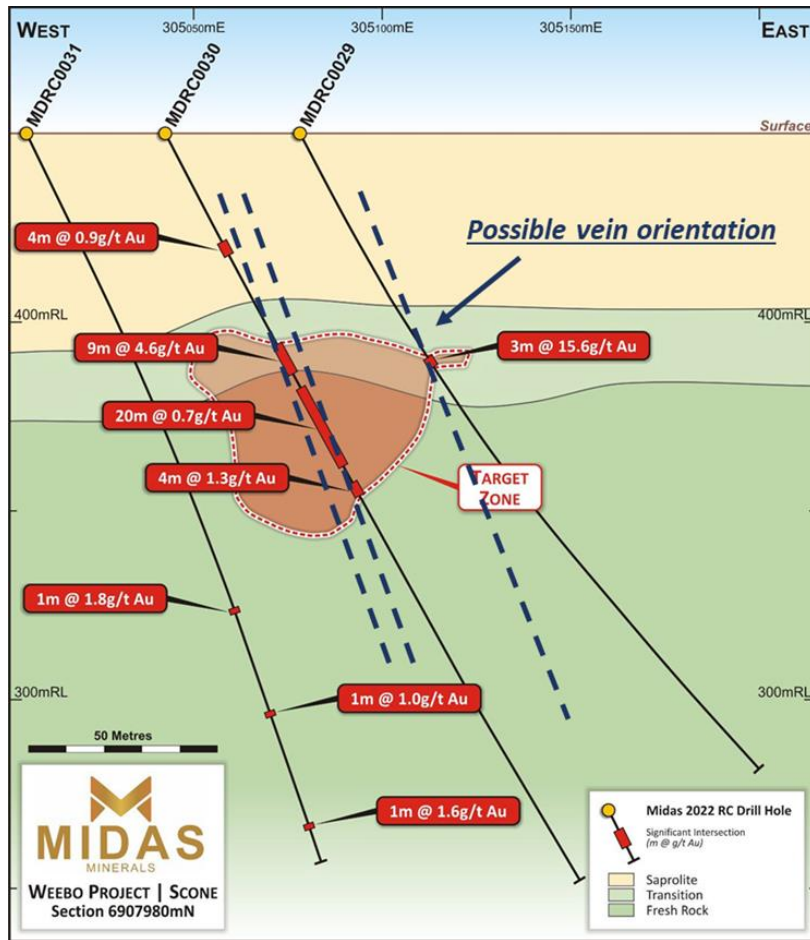 WEST
305050mE
305100mE
305150mE
EAST
MDRC0031
MDRC0030
MDRC0029
Surface
4m @ 0.9g/t Au
Possible vein orientation
400mRL
400mRL
9m @ 4.6g/t Au
3m @ 15.6g/t Au
20m @ 0.7g/t Au
4m @ 1.3g/t Au
TARGET
ZONE
1m @ 1.8g/t Au
300mRL
1m @ 1.0g/t Au
300mRL
50 Metres
1m @ 1.6g/t Au
MIDAS
MINERALS
WEEBO PROJECT | SCONE
Section 6907980mN
Midas 2022 RC Drill Hole
Significant Intersection
(m @ g/t Au)
Saprolite
Transition
Fresh Rock